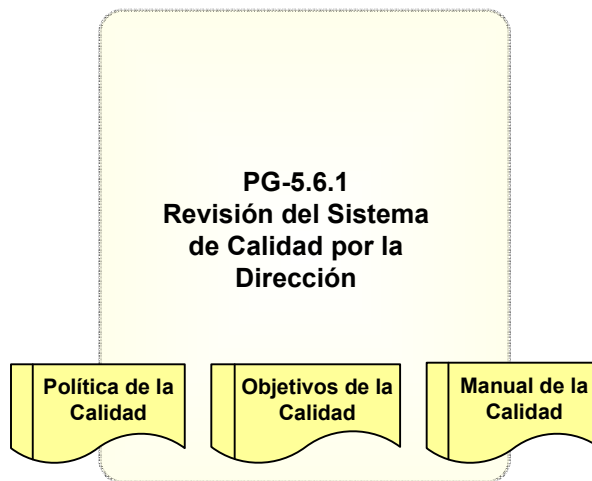 PG-5.6.1
Revisión del Sistema
de Calidad por la
Dirección
Política de la
Calidad
Objetivos de la
Calidad
Manual de la
Calidad